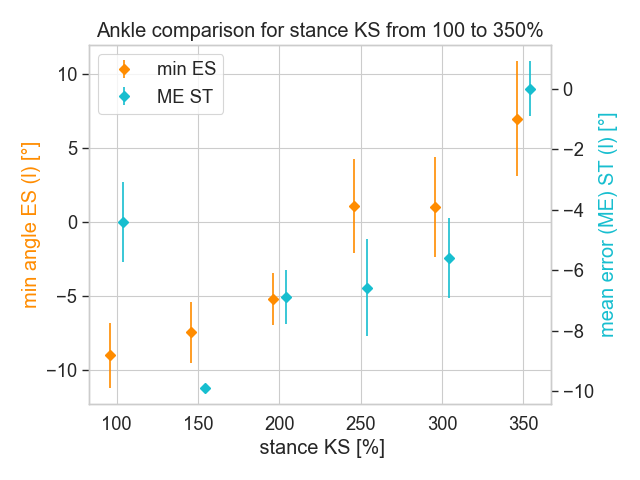 Ankle comparison for stance KS from 100 to 350%
min ES
ME ST
10
5
0
−5
−10
min angle ES (l) [°]
0
−2
−4
−6
−8
−10
mean error (ME) ST (l) [°]
100
150
200
250
300
350
stance KS [%]